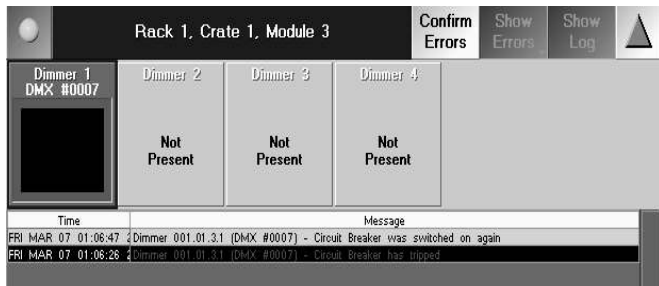 Rack 1, Crate 1, Module 3
Confirm Errors
Show Errors
Show Log
Dimmer 1
DMX #0007
Dimmer 2
Not Present
Dimmer 3
Not Present
Dimmer 4
Not Present
Time Message
FRI MAR 07 01:06:47 Dimmer 001.01.3.1 (DMX #0007) - Circuit Breaker was switched on again
FRI MAR 07 01:06:26 Dimmer 001.01.3.1 (DMX #0007) - Circuit Breaker has tripped